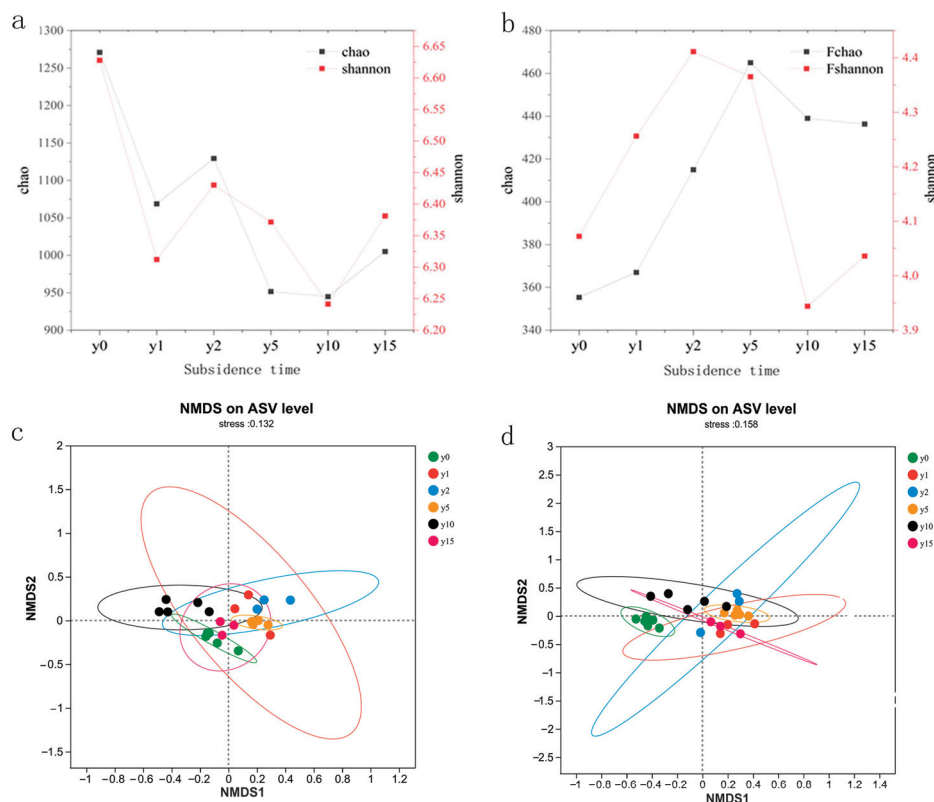 a
1300
1250
1200
1150
1100
1050
1000
950
900
chao
chao
shannon
6.65
6.60
6.55
6.50
6.45
6.40
6.35
6.30
6.25
6.20
shannon
y0 y1 y2 y5 y10 y15
Subsidence time
b
480
460
440
420
400
380
360
340
chao
Fchao
Fshannon
4.4
4.3
4.2
4.1
4.0
3.9
shannon
y0 y1 y2 y5 y10 y15
Subsidence time
c
NMDS on ASV level
stress :0.132
2
1.5
1
0.5
0
-0.5
-1
-1.5
NMDS2
-1 -0.8 -0.6 -0.4 -0.2 0 0.2 0.4 0.6 0.8 1 1.2
NMDS1
y0
y1
y2
y5
y10
y15
d
NMDS on ASV level
stress :0.158
3
2.5
2
1.5
1
0.5
0
-0.5
-1
-1.5
-2
-2.5
NMDS2
-1 -0.8 -0.6 -0.4 -0.2 0 0.2 0.4 0.6 0.8 1 1.2 1.4
NMDS1
y0
y1
y2
y5
y10
y15